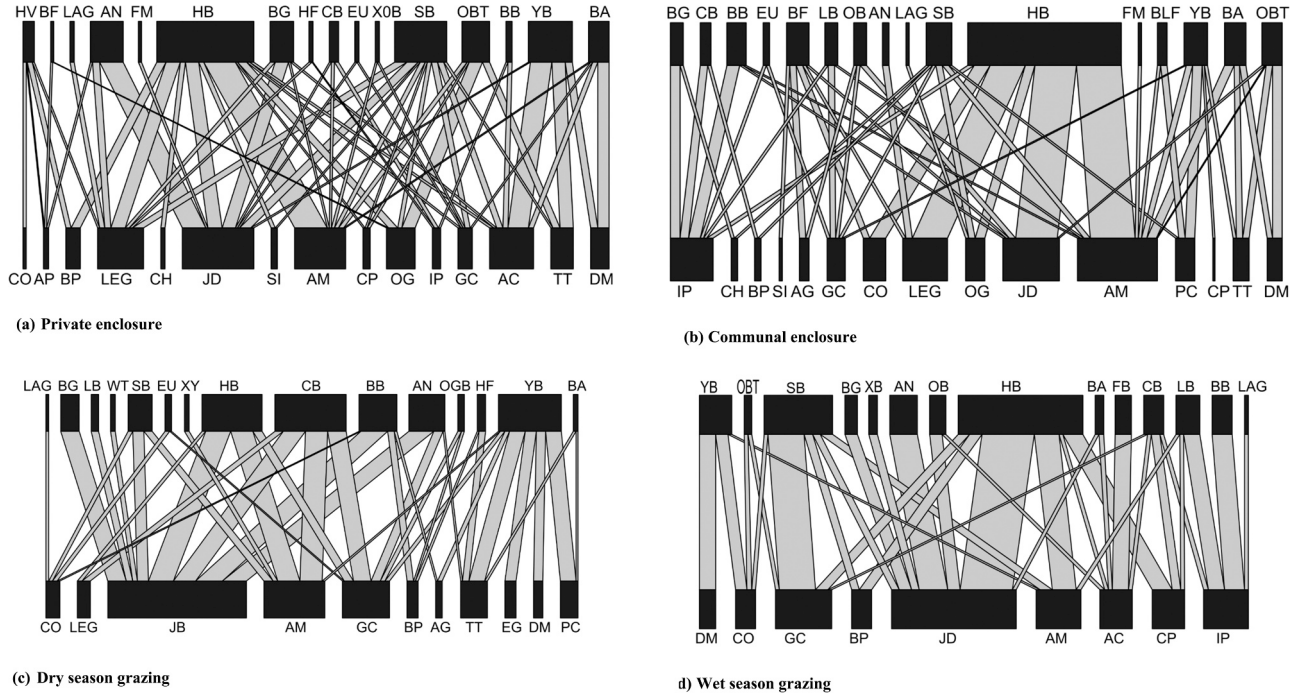 HV BF LAG AN FM HB BG HF CB EU X0B SB OBT BB YB BA
CO AP BP LEG CH JD SI AM CP OG IP GC AC TT DM
(a) Private enclosure
BG CB BB EU BF LB OB AN LAG SB HB FM BLF YB BA OBT
IP CH BP SI AG GC CO LEG OG JD AM PC CP TT DM
(b) Communal enclosure
LAG BG LB WT SB EU XY HB CB BB AN OGB HF YB BA
CO LEG JB AM GC BP AG TT EG DM PC
(c) Dry season grazing
YB OBT SB BG XB AN OB HB BA FB CB LB BB LAG
DM CO GC BP JD AM AC CP IP
d) Wet season grazing